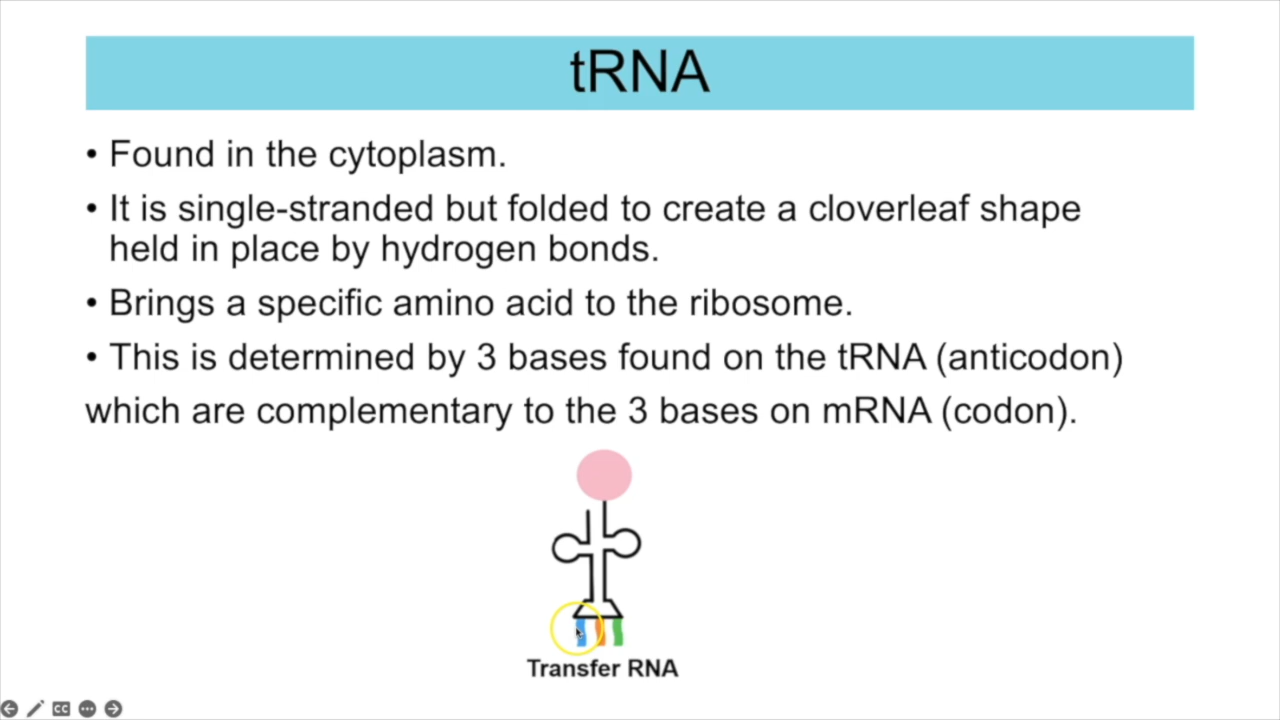 tRNA
• Found in the cytoplasm.
• It is single-stranded but folded to create a cloverleaf shape
held in place by hydrogen bonds.
• Brings a specific amino acid to the ribosome.
• This is determined by 3 bases found on the tRNA (anticodon)
which are complementary to the 3 bases on mRNA (codon).
Transfer RNA
CC